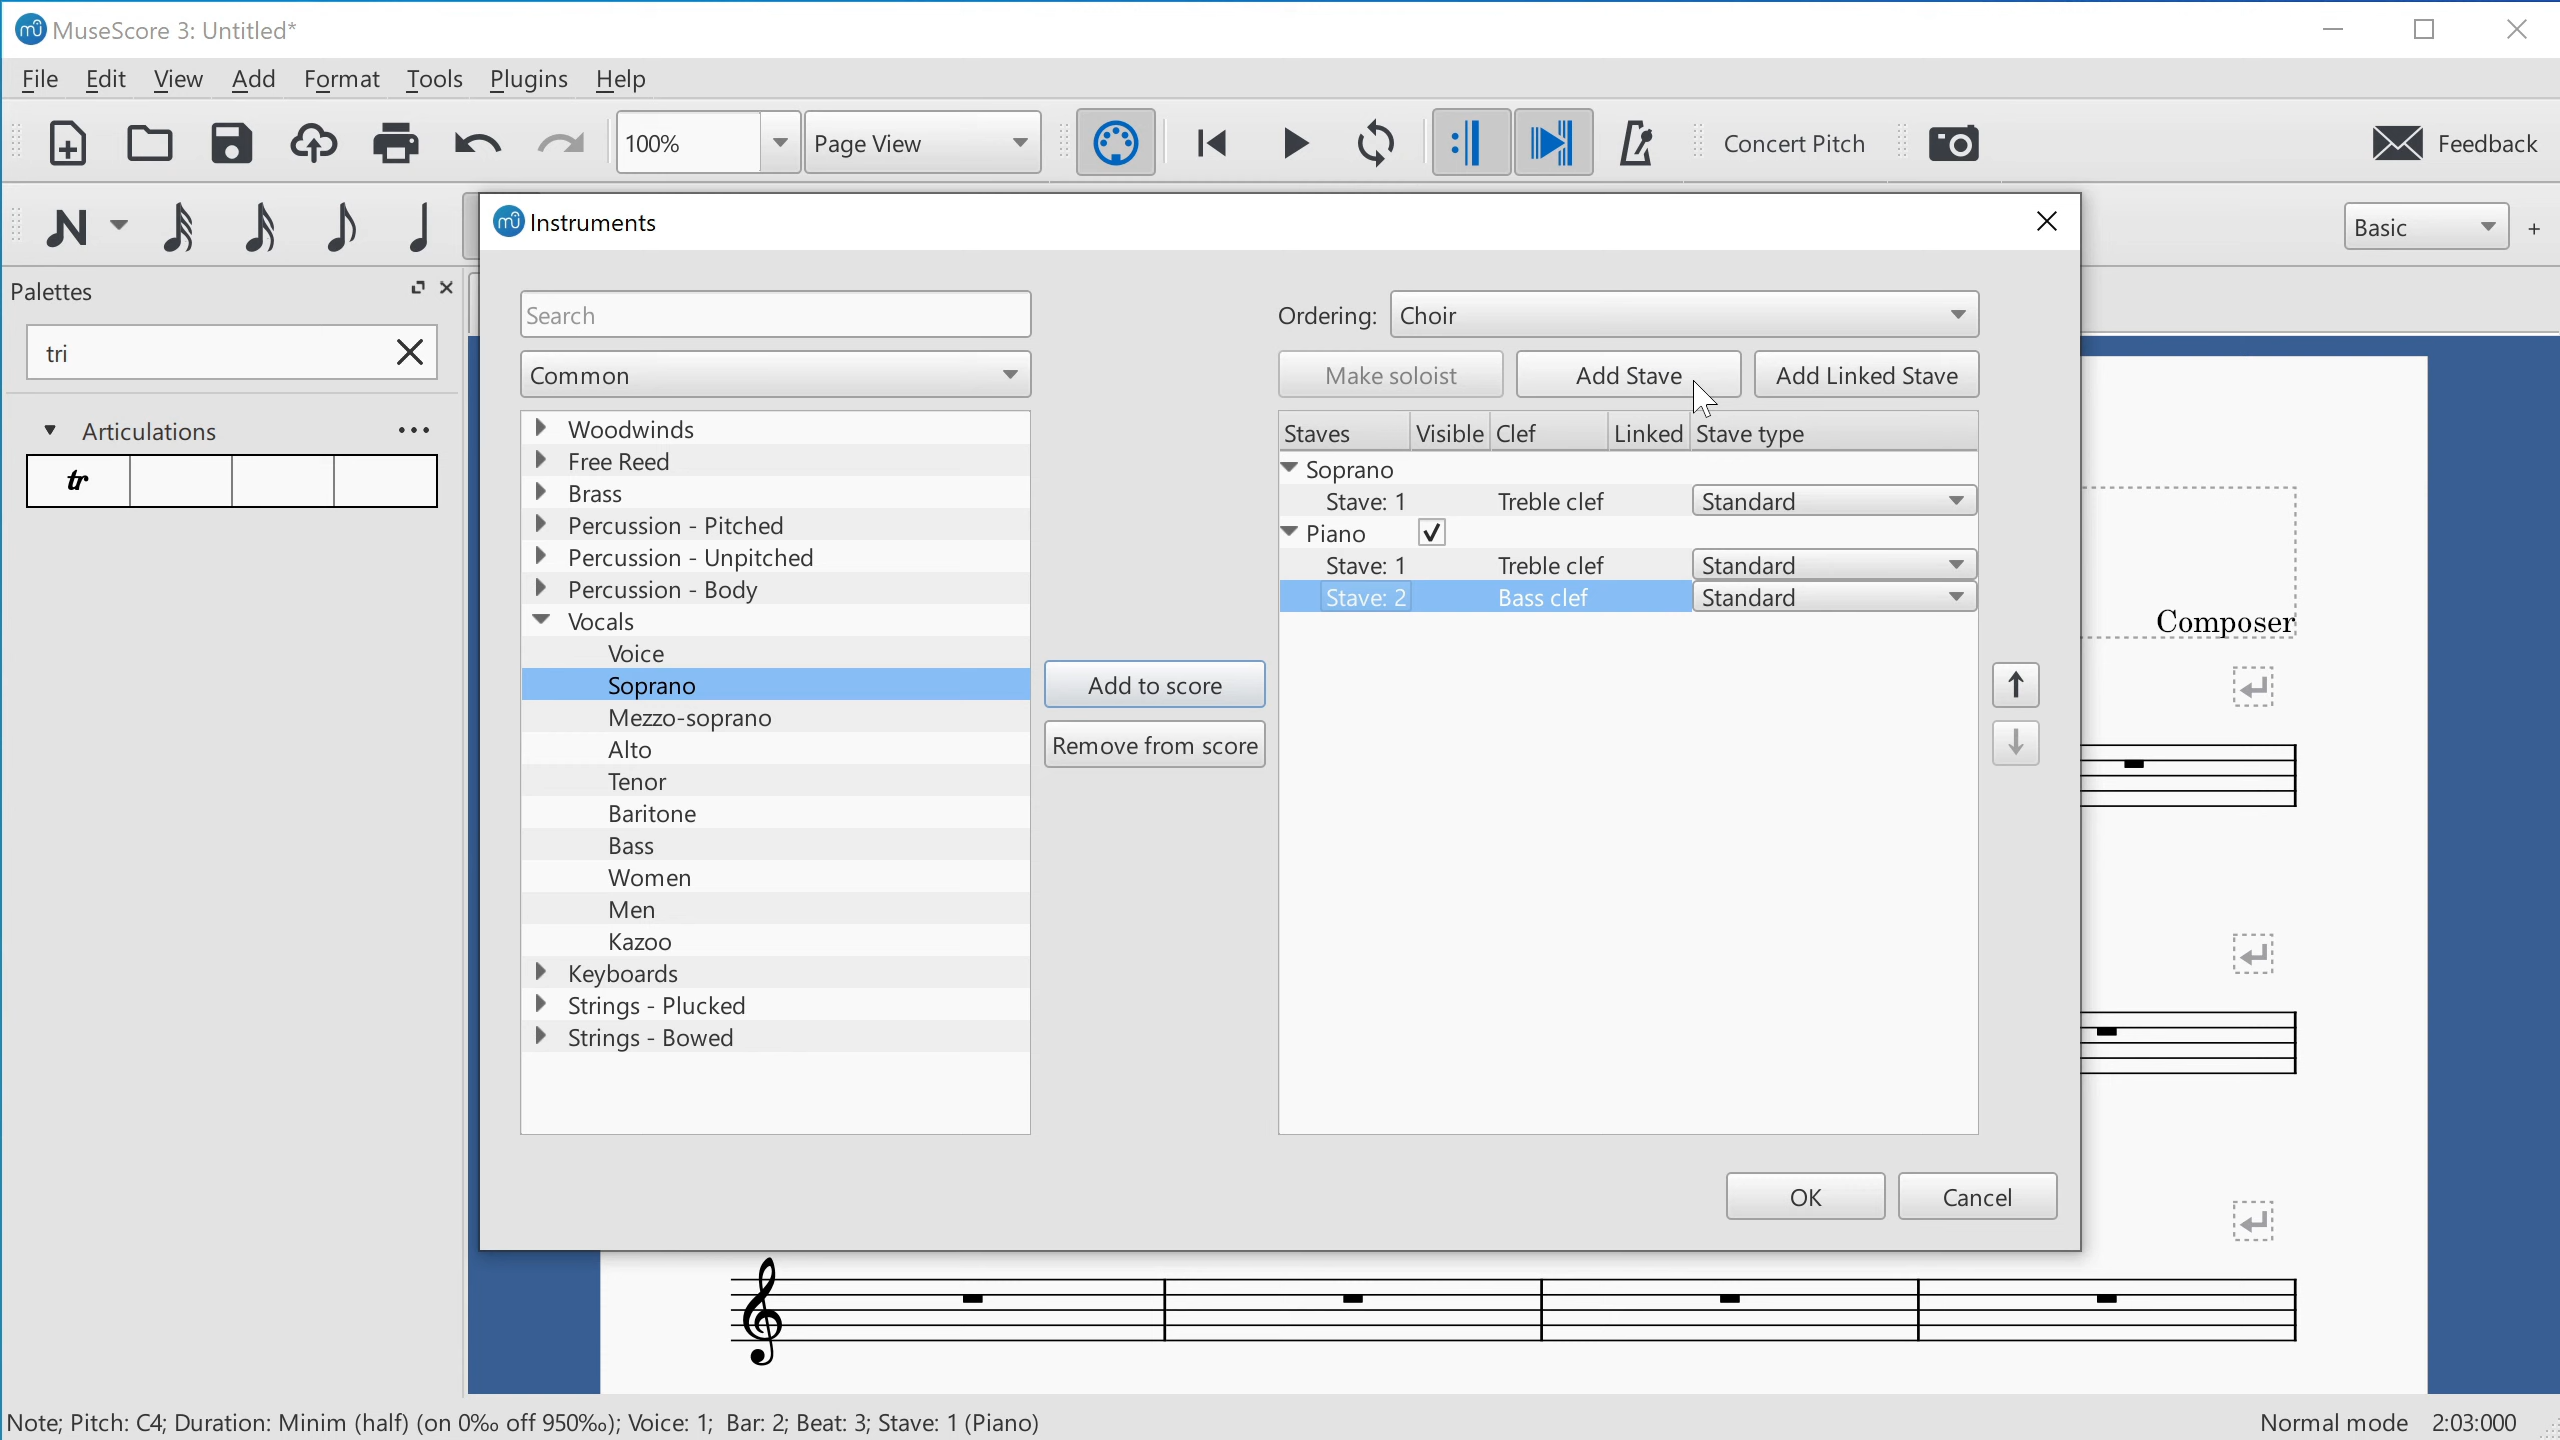 MuseScore 3: Untitled*
File Edit View Add Format Tools Plugins Help
100% Page View Concert Pitch Feedback
Basic +
Palettes
tri
Articulations
tr
Instruments
Search
Common
Woodwinds
Free Reed
Brass
Percussion - Pitched
Percussion - Unpitched
Percussion - Body
Vocals
Voice
Soprano
Mezzo-soprano
Alto
Tenor
Baritone
Bass
Women
Men
Kazoo
Keyboards
Strings - Plucked
Strings - Bowed
Add to score
Remove from score
Ordering: Choir
Make soloist Add Stave Add Linked Stave
Staves Visible Clef Linked Stave type
Soprano
Stave: 1 Treble clef Standard
Piano
Stave: 1 Treble clef Standard
Stave: 2 Bass clef Standard
OK Cancel
Composer
Note; Pitch: C4; Duration: Minim (half) (on 0‰ off 950‰); Voice: 1; Bar: 2; Beat: 3; Stave: 1 (Piano)
Normal mode 2:03:000